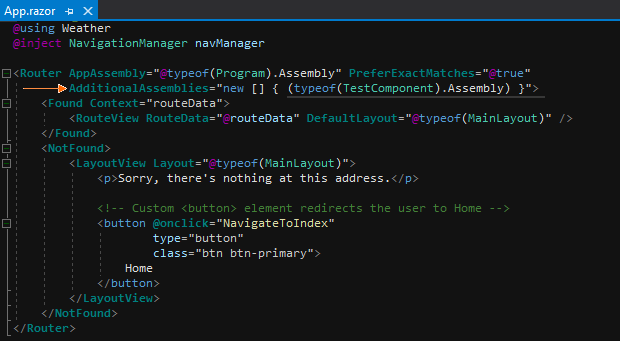 App.razor
@using Weather
@inject NavigationManager navManager
<Router AppAssembly="@typeof(Program).Assembly" PreferExactMatches="@true"
AdditionalAssemblies="new [] { (typeof(TestComponent).Assembly) }">
<Found Context="routeData">
<RouteView RouteData="@routeData" DefaultLayout="@typeof(MainLayout)" />
</Found>
<NotFound>
<LayoutView Layout="@typeof(MainLayout)">
<p>Sorry, there's nothing at this address.</p>
<!-- Custom <button> element redirects the user to Home -->
<button @onclick="NavigateToIndex"
type="button"
class="btn btn-primary">
Home
</button>
</LayoutView>
</NotFound>
</Router>